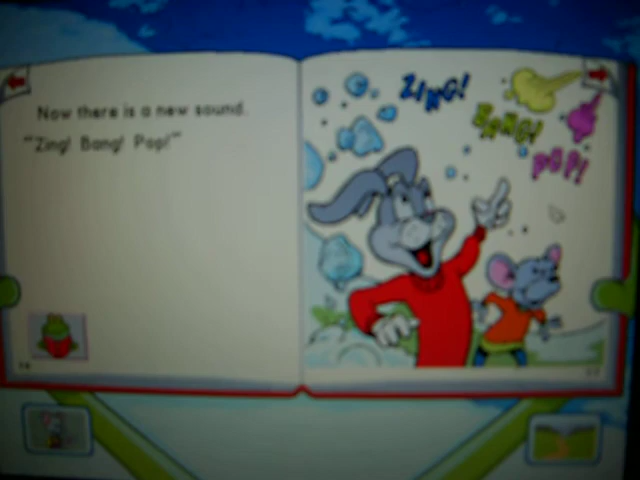 Now there is a new sound.
"Zing! Bang! Pop!"
ZING!
BANG!
POP!